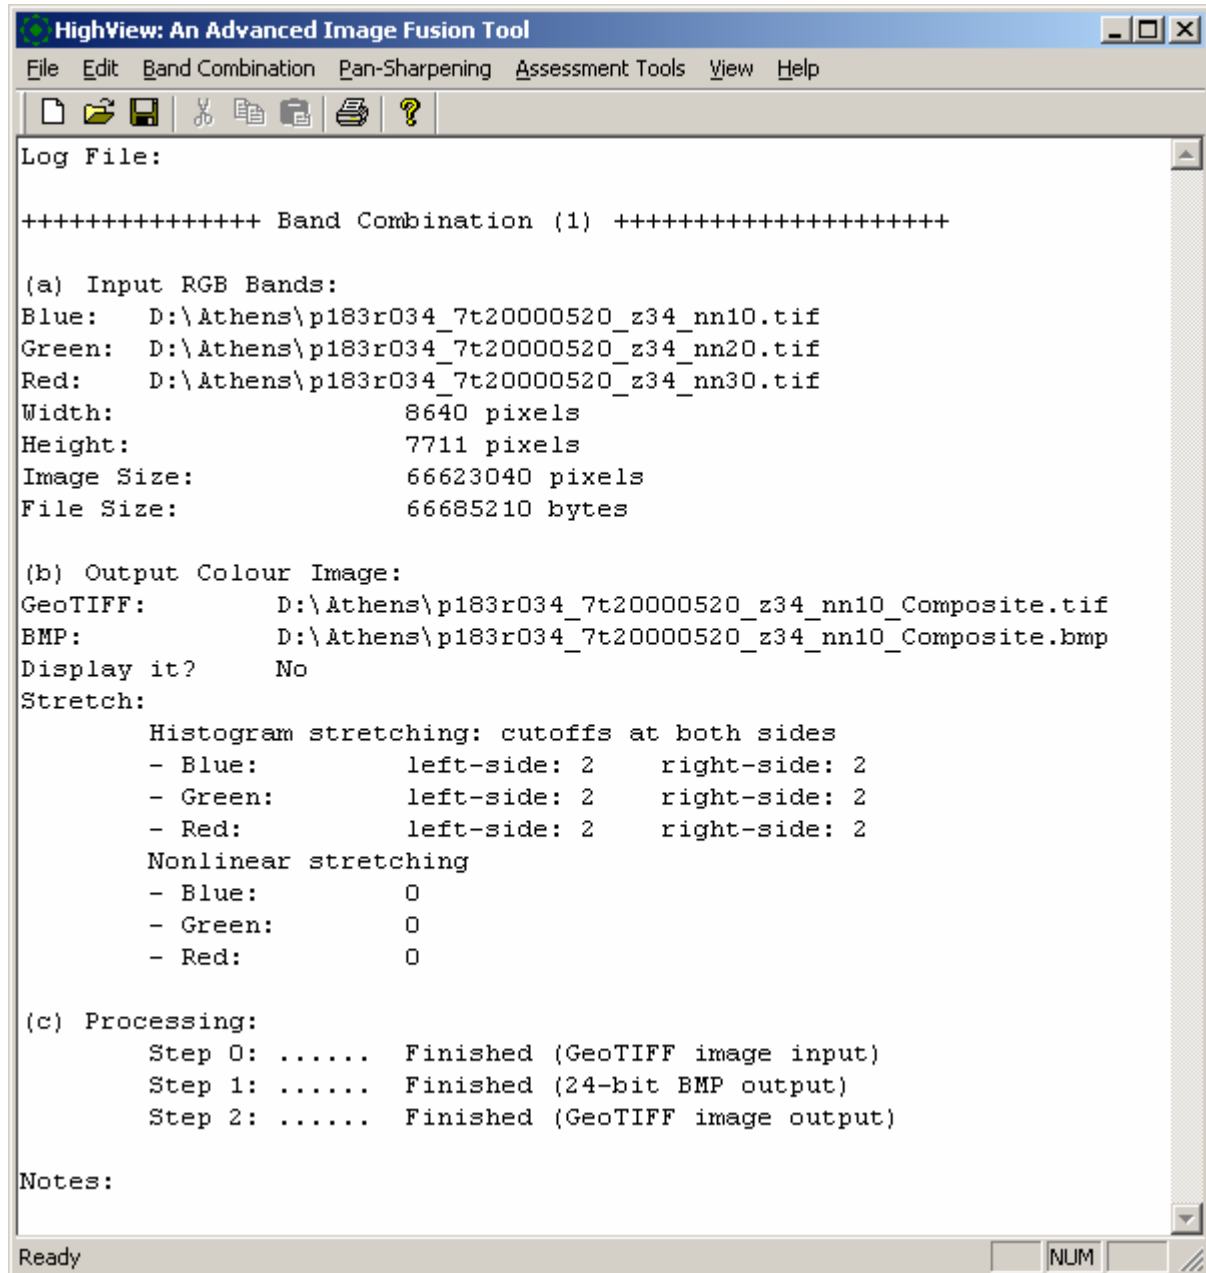 HighView: An Advanced Image Fusion Tool
File Edit Band Combination Pan-Sharpening Assessment Tools View Help
Log File:
+++++++++++++++ Band Combination (1) +++++++++++++++++++++
(a) Input RGB Bands:
Blue: D:\Athens\p183r034_7t20000520_z34_nn10.tif
Green: D:\Athens\p183r034_7t20000520_z34_nn20.tif
Red: D:\Athens\p183r034_7t20000520_z34_nn30.tif
Width: 8640 pixels
Height: 7711 pixels
Image Size: 66623040 pixels
File Size: 66685210 bytes
(b) Output Colour Image:
GeoTIFF: D:\Athens\p183r034_7t20000520_z34_nn10_Composite.tif
BMP: D:\Athens\p183r034_7t20000520_z34_nn10_Composite.bmp
Display it? No
Stretch:
Histogram stretching: cutoffs at both sides
- Blue: left-side: 2 right-side: 2
- Green: left-side: 2 right-side: 2
- Red: left-side: 2 right-side: 2
Nonlinear stretching
- Blue: 0
- Green: 0
- Red: 0
(c) Processing:
Step 0: ...... Finished (GeoTIFF image input)
Step 1: ...... Finished (24-bit BMP output)
Step 2: ...... Finished (GeoTIFF image output)
Notes:
Ready NUM